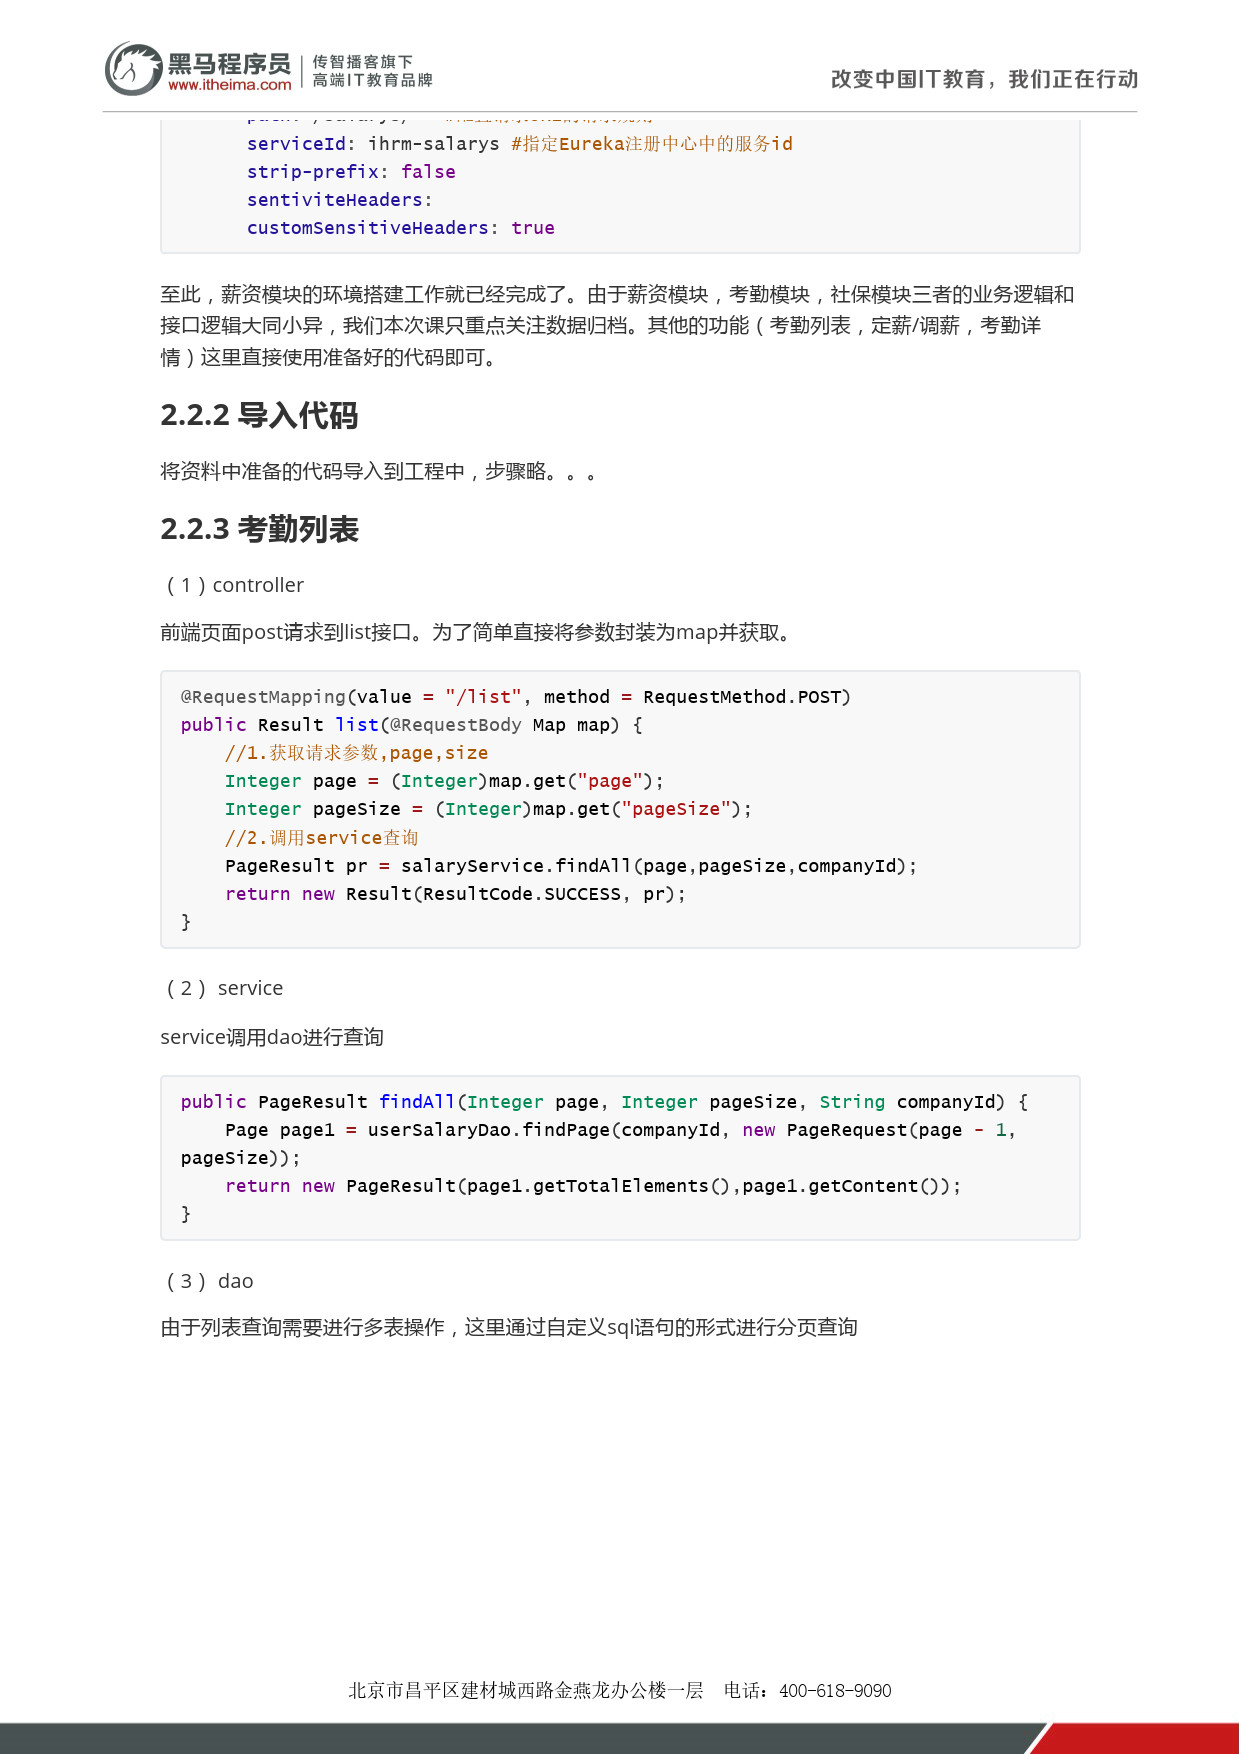 黑马程序员
www.itheima.com
传智播客旗下
高端IT教育品牌
改变中国IT教育，我们正在行动
serviceId: ihrm-salarys #指定Eureka注册中心中的服务id
strip-prefix: false
sentiviteHeaders:
customSensitiveHeaders: true
至此，薪资模块的环境搭建工作就已经完成了。由于薪资模块，考勤模块，社保模块三者的业务逻辑和
接口逻辑大同小异，我们本次课只重点关注数据归档。其他的功能（考勤列表，定薪/调薪，考勤详
情）这里直接使用准备好的代码即可。
2.2.2 导入代码
将资料中准备的代码导入到工程中，步骤略。。。
2.2.3 考勤列表
（1）controller
前端页面post请求到list接口。为了简单直接将参数封装为map并获取。
@RequestMapping(value = "/list", method = RequestMethod.POST)
public Result list(@RequestBody Map map) {
//1.获取请求参数,page,size
Integer page = (Integer)map.get("page");
Integer pageSize = (Integer)map.get("pageSize");
//2.调用service查询
PageResult pr = salaryService.findAll(page,pageSize,companyId);
return new Result(ResultCode.SUCCESS, pr);
}
（2） service
service调用dao进行查询
public PageResult findAll(Integer page, Integer pageSize, String companyId) {
Page page1 = userSalaryDao.findPage(companyId, new PageRequest(page - 1,
pageSize));
return new PageResult(page1.getTotalElements(),page1.getContent());
}
（3） dao
由于列表查询需要进行多表操作，这里通过自定义sql语句的形式进行分页查询
北京市昌平区建材城西路金燕龙办公楼一层 电话：400-618-9090